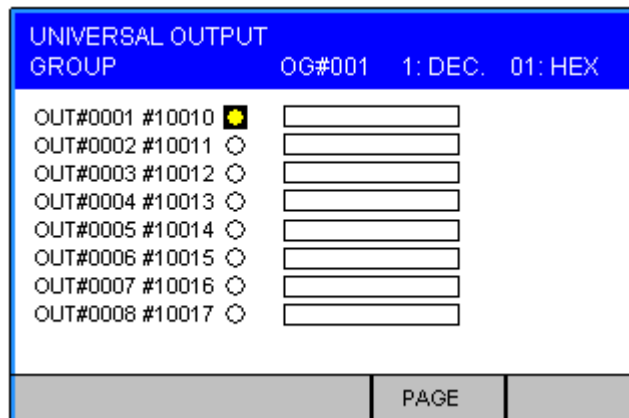 UNIVERSAL OUTPUT
GROUP OG#001 1: DEC. 01: HEX
OUT#0001 #10010
OUT#0002 #10011
OUT#0003 #10012
OUT#0004 #10013
OUT#0005 #10014
OUT#0006 #10015
OUT#0007 #10016
OUT#0008 #10017
PAGE